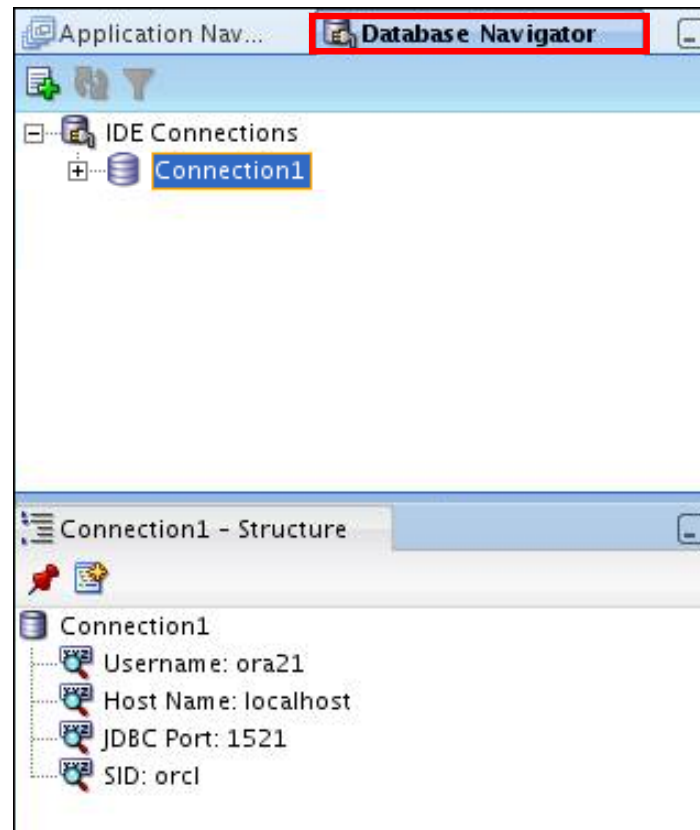 Application Nav...
Database Navigator
IDE Connections
Connection1
Connection1 - Structure
Connection1
Username: ora21
Host Name: localhost
JDBC Port: 1521
SID: orcl